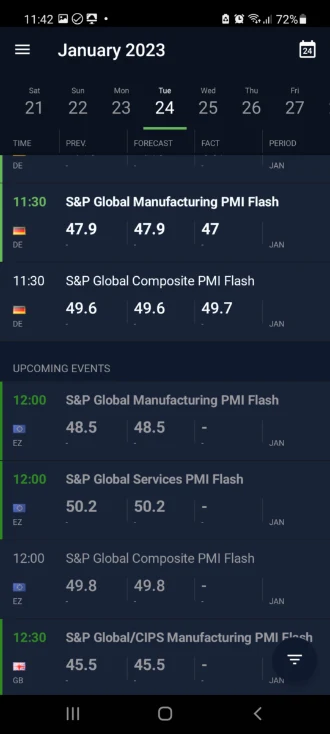 11:42 72%
January 2023 24
Sat Sun Mon Tue Wed Thu Fri
21 22 23 24 25 26 27
TIME PREV. FORECAST FACT PERIOD
DE - - - JAN
11:30 S&P Global Manufacturing PMI Flash
47.9 47.9 47
DE - - - JAN
11:30 S&P Global Composite PMI Flash
49.6 49.6 49.7
DE - - - JAN
UPCOMING EVENTS
12:00 S&P Global Manufacturing PMI Flash
48.5 48.5 -
EZ - - - JAN
12:00 S&P Global Services PMI Flash
50.2 50.2 -
EZ - - - JAN
12:00 S&P Global Composite PMI Flash
49.8 49.8 -
EZ - - - JAN
12:30 S&P Global/CIPS Manufacturing PMI Flash
45.5 45.5 -
GB - - - JAN